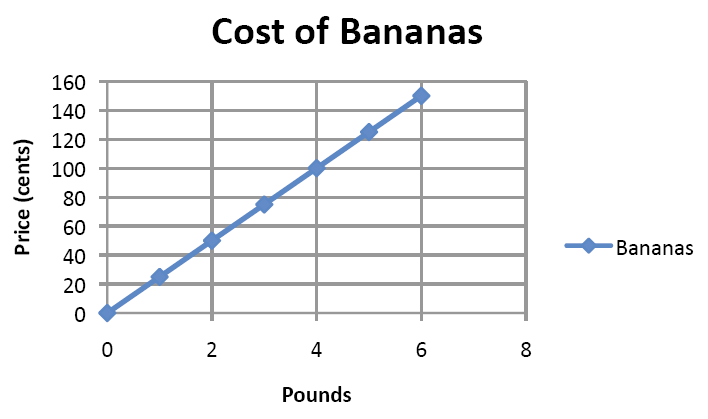 Cost of Bananas
160
140
120
100
80
60
40
20
0
Price (cents)
Bananas
0 2 4 6 8
Pounds